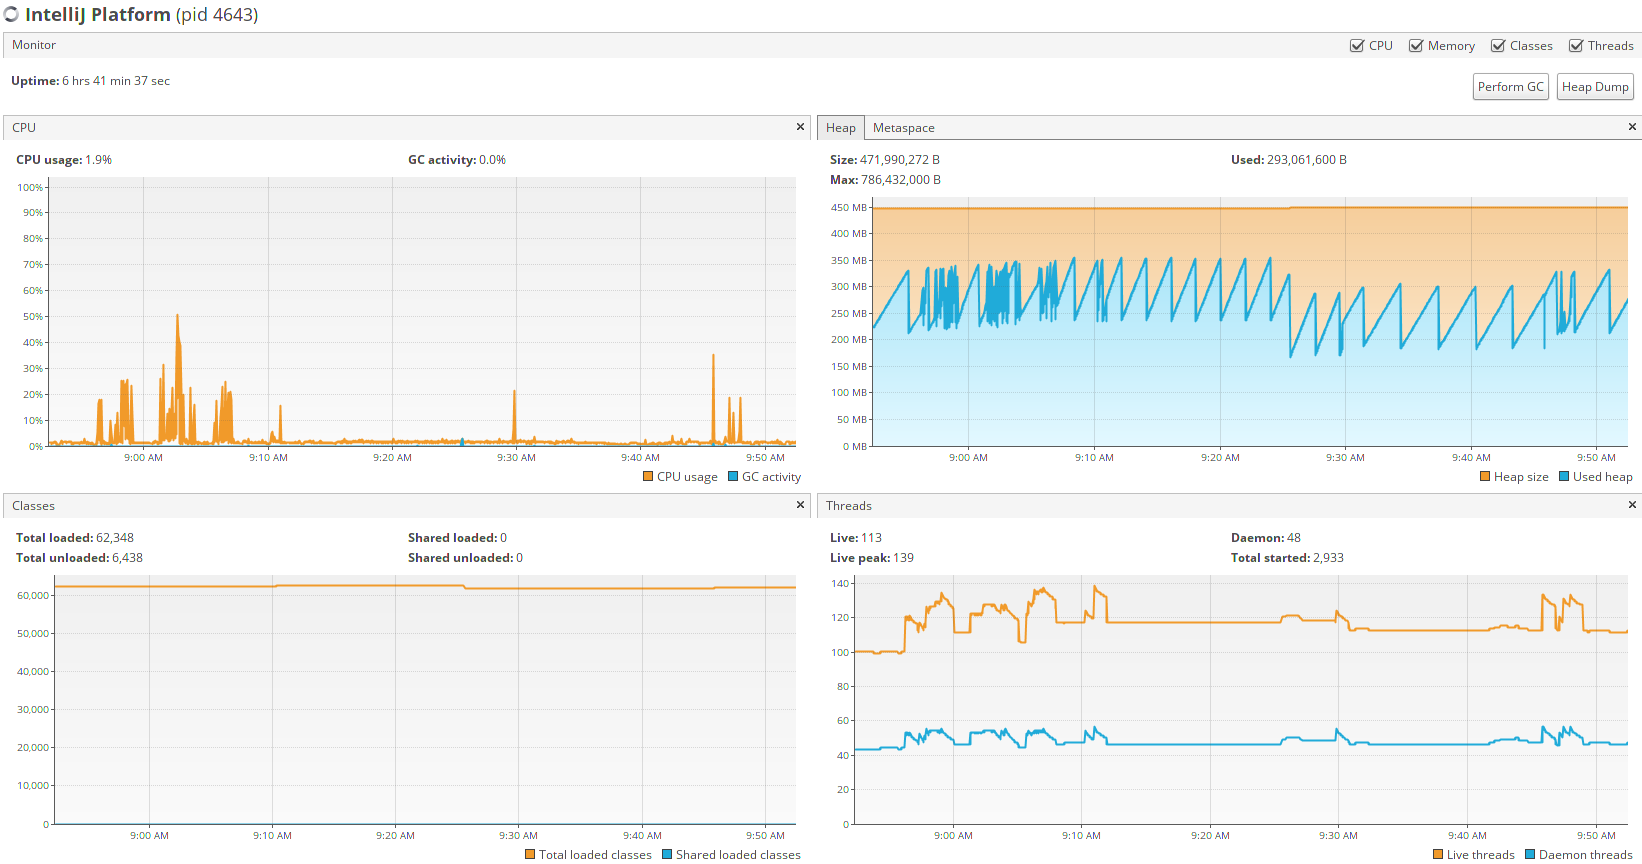 IntelliJ Platform (pid 4643)
Monitor
CPU Memory Classes Threads
Uptime: 6 hrs 41 min 37 sec
Perform GC Heap Dump
CPU
CPU usage: 1.9% GC activity: 0.0%
100%
90%
80%
70%
60%
50%
40%
30%
20%
10%
0%
9:00 AM 9:10 AM 9:20 AM 9:30 AM 9:40 AM 9:50 AM
CPU usage GC activity
Heap Metaspace
Size: 471,990,272 B Used: 293,061,600 B
Max: 786,432,000 B
450 MB
400 MB
350 MB
300 MB
250 MB
200 MB
150 MB
100 MB
50 MB
0 MB
9:00 AM 9:10 AM 9:20 AM 9:30 AM 9:40 AM 9:50 AM
Heap size Used heap
Classes
Total loaded: 62,348 Shared loaded: 0
Total unloaded: 6,438 Shared unloaded: 0
60,000
50,000
40,000
30,000
20,000
10,000
0
9:00 AM 9:10 AM 9:20 AM 9:30 AM 9:40 AM 9:50 AM
Total loaded classes Shared loaded classes
Threads
Live: 113 Daemon: 48
Live peak: 139 Total started: 2,933
140
120
100
80
60
40
20
0
9:00 AM 9:10 AM 9:20 AM 9:30 AM 9:40 AM 9:50 AM
Live threads Daemon threads